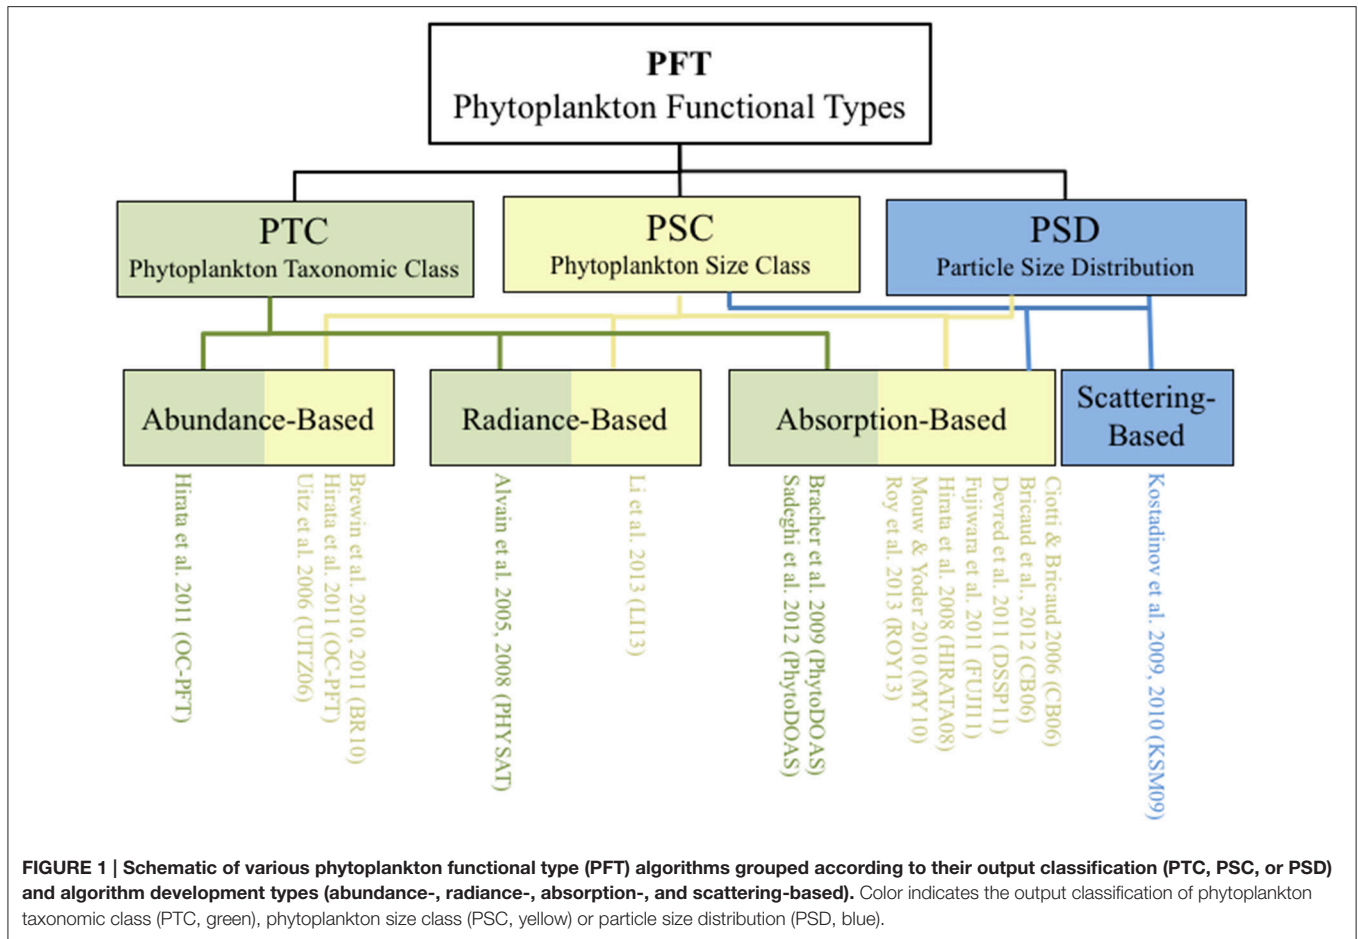 PFT
Phytoplankton Functional Types
PTC
Phytoplankton Taxonomic Class
PSC
Phytoplankton Size Class
PSD
Particle Size Distribution
Abundance-Based
Radiance-Based
Absorption-Based
Scattering-
Based
Hirata et al. 2011 (OC-PFT)
Uitz et al. 2006 (UITZ06)
Hirata et al. 2011 (OC-PFT)
Brewin et al. 2010, 2011 (BR10)
Alvain et al. 2005, 2008 (PHYSAT)
Li et al. 2013 (LI13)
Sadeghi et al. 2012 (PhytoDOAS)
Bracher et al. 2009 (PhytoDOAS)
Roy et al. 2013 (ROY13)
Mouw & Yoder 2010 (MY10)
Hirata et al. 2008 (HIRATA08)
Fujiwara et al. 2011 (FUJI11)
Devred et al. 2011 (DSSP11)
Bricaud et al., 2012 (CB06)
Ciotti & Bricaud 2006 (CB06)
Kostadinov et al. 2009, 2010 (KSM09)
FIGURE 1 | Schematic of various phytoplankton functional type (PFT) algorithms grouped according to their output classification (PTC, PSC, or PSD)
and algorithm development types (abundance-, radiance-, absorption-, and scattering-based). Color indicates the output classification of phytoplankton
taxonomic class (PTC, green), phytoplankton size class (PSC, yellow) or particle size distribution (PSD, blue).